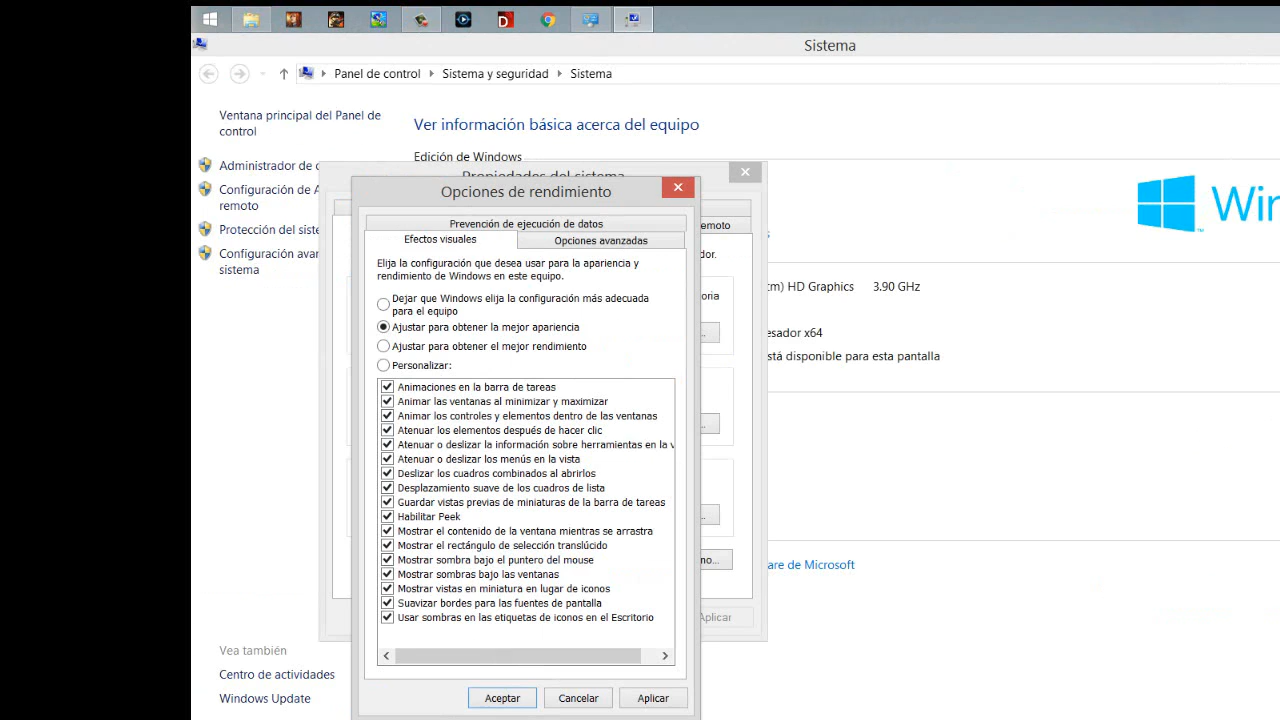 Sistema
Panel de control Sistema y seguridad Sistema
Ventana principal del Panel de
control
Administrador de
Configuración de A
remoto
Protección del siste
Configuración avan
sistema
Ver información básica acerca del equipo
Edición de Windows
Propiedades del sistema
Opciones de rendimiento
Prevención de ejecución de datos
Efectos visuales
Opciones avanzadas
Elija la configuración que desea usar para la apariencia y
rendimiento de Windows en este equipo.
Dejar que Windows elija la configuración más adecuada
para el equipo
Ajustar para obtener la mejor apariencia
Ajustar para obtener el mejor rendimiento
Personalizar:
Animaciones en la barra de tareas
Animar las ventanas al minimizar y maximizar
Animar los controles y elementos dentro de las ventanas
Atenuar los elementos después de hacer clic
Atenuar o deslizar la información sobre herramientas en la v
Atenuar o deslizar los menús en la vista
Deslizar los cuadros combinados al abrirlos
Desplazamiento suave de los cuadros de lista
Guardar vistas previas de miniaturas de la barra de tareas
Habilitar Peek
Mostrar el contenido de la ventana mientras se arrastra
Mostrar el rectángulo de selección translúcido
Mostrar sombra bajo el puntero del mouse
Mostrar sombras bajo las ventanas
Mostrar vistas en miniatura en lugar de iconos
Suavizar bordes para las fuentes de pantalla
Usar sombras en las etiquetas de iconos en el Escritorio
Aceptar Cancelar Aplicar
emoto
dor.
oria
no...
Aplicar
Win
tm) HD Graphics 3.90 GHz
esador x64
stá disponible para esta pantalla
are de Microsoft
Vea también
Centro de actividades
Windows Update